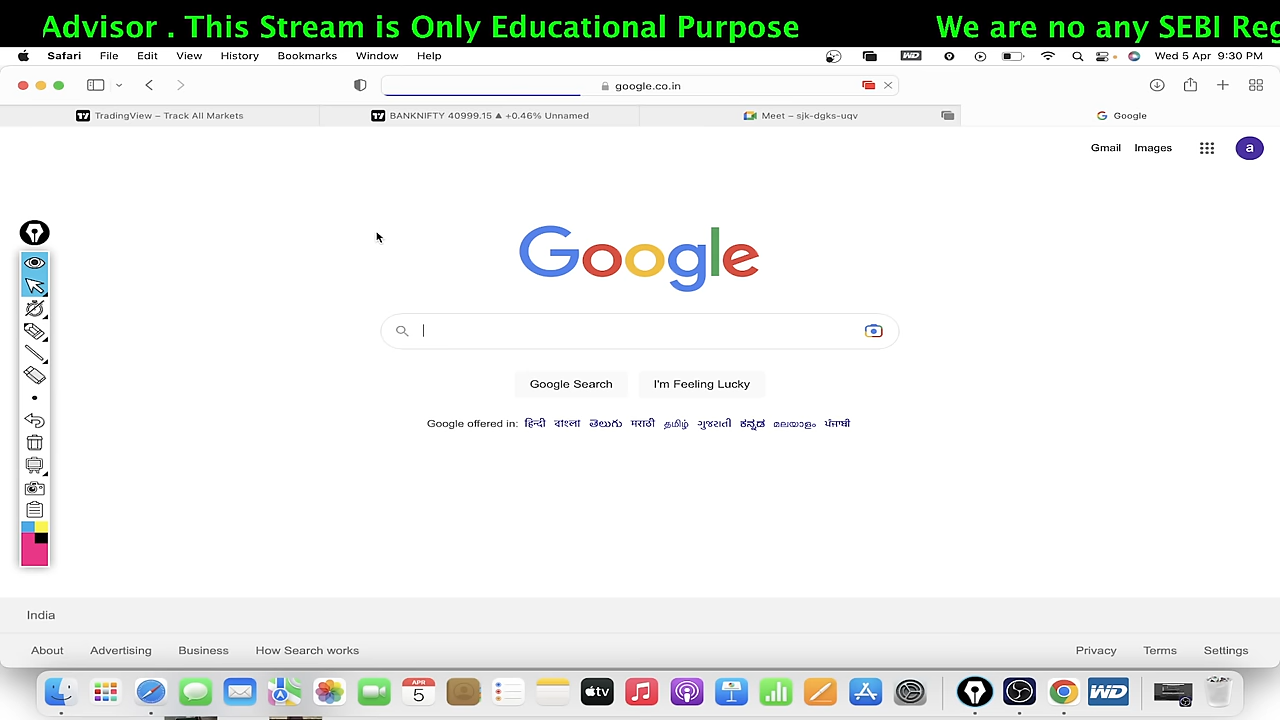 Advisor . This Stream is Only Educational Purpose We are no any SEBI Reg
Safari File Edit View History Bookmarks Window Help WD Wed 5 Apr 9:30 PM
google.co.in
TradingView – Track All Markets BANKNIFTY 40999.15 ▲ +0.46% Unnamed Meet – sjk-dgks-uqv Google
Gmail Images a
Google
Google Search I'm Feeling Lucky
Google offered in: हिन्दी বাংলা తెలుగు मराठी தமிழ் ગુજરાતી ಕನ್ನಡ മലയാളം ਪੰਜਾਬੀ
India
About Advertising Business How Search works Privacy Terms Settings
APR
5 tv WD